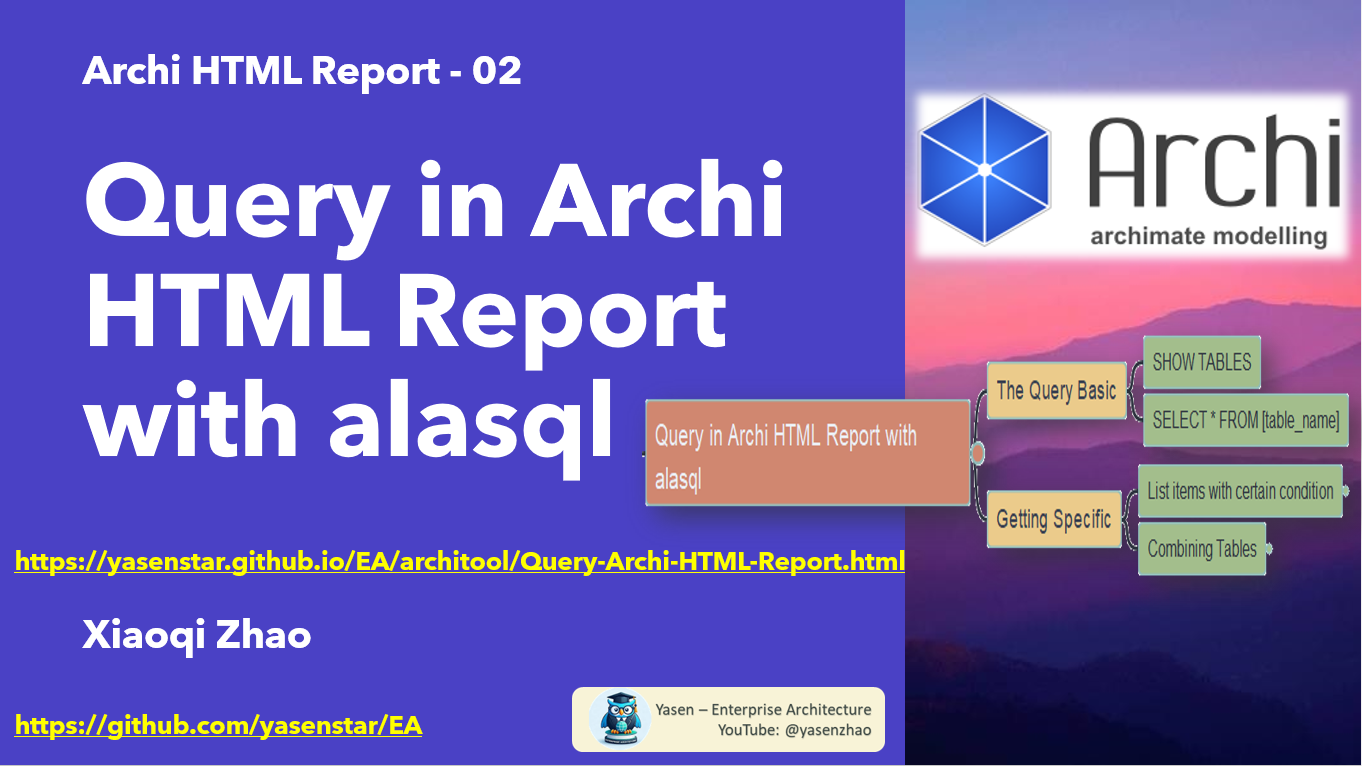 Archi HTML Report - 02
Query in Archi
HTML Report
with alasql
https://yasenstar.github.io/EA/architool/Query-Archi-HTML-Report.html
Xiaoqi Zhao
https://github.com/yasenstar/EA
Yasen – Enterprise Architecture
YouTube: @yasenzhao
Archi
archimate modelling
Query in Archi HTML Report with
alasql
The Query Basic
SHOW TABLES
SELECT * FROM [table_name]
Getting Specific
List items with certain condition
Combining Tables